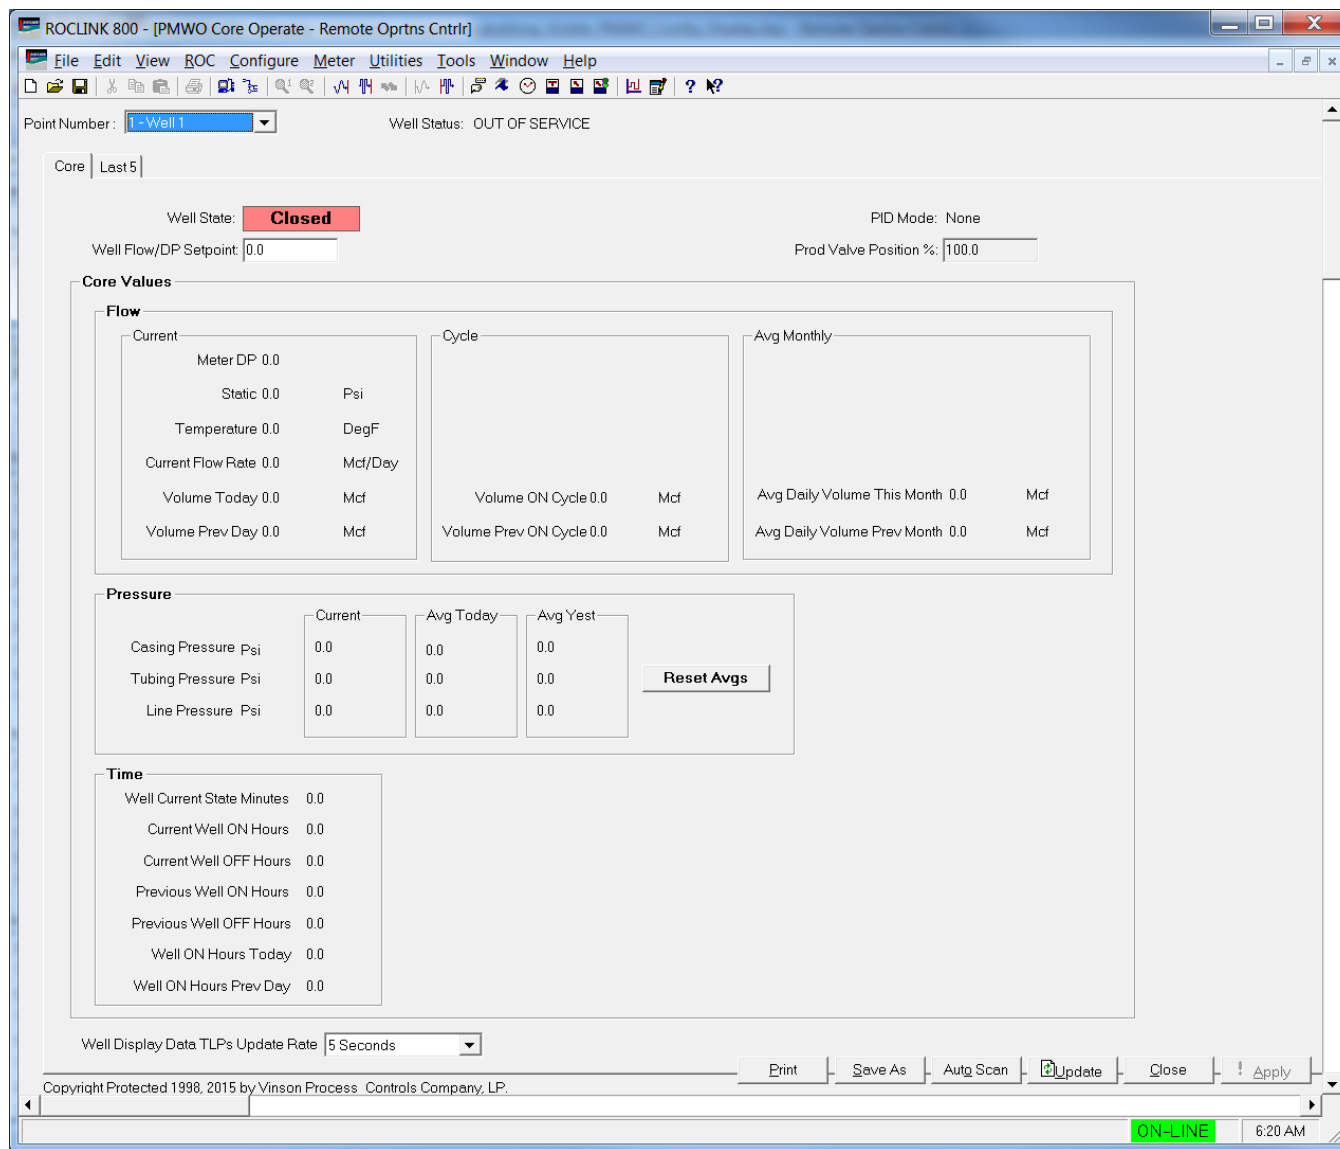 ROCLINK 800 - [PMWO Core Operate - Remote Oprtns Cntrlr]
File Edit View ROC Configure Meter Utilities Tools Window Help
Point Number : 1 - Well 1 Well Status: OUT OF SERVICE
Core Last 5
Well State: Closed PID Mode: None
Well Flow/DP Setpoint: 0.0 Prod Valve Position %: 100.0
Core Values
Flow
Current Cycle Avg Monthly
Meter DP 0.0
Static 0.0 Psi
Temperature 0.0 DegF
Current Flow Rate 0.0 Mcf/Day
Volume Today 0.0 Mcf Volume ON Cycle 0.0 Mcf Avg Daily Volume This Month 0.0 Mcf
Volume Prev Day 0.0 Mcf Volume Prev ON Cycle 0.0 Mcf Avg Daily Volume Prev Month 0.0 Mcf
Pressure
Current Avg Today Avg Yest
Casing Pressure Psi 0.0 0.0 0.0
Tubing Pressure Psi 0.0 0.0 0.0 Reset Avgs
Line Pressure Psi 0.0 0.0 0.0
Time
Well Current State Minutes 0.0
Current Well ON Hours 0.0
Current Well OFF Hours 0.0
Previous Well ON Hours 0.0
Previous Well OFF Hours 0.0
Well ON Hours Today 0.0
Well ON Hours Prev Day 0.0
Well Display Data TLPs Update Rate 5 Seconds
Print Save As Auto Scan Update Close ! Apply
Copyright Protected 1998, 2015 by Vinson Process Controls Company, LP.
ON-LINE 6:20 AM